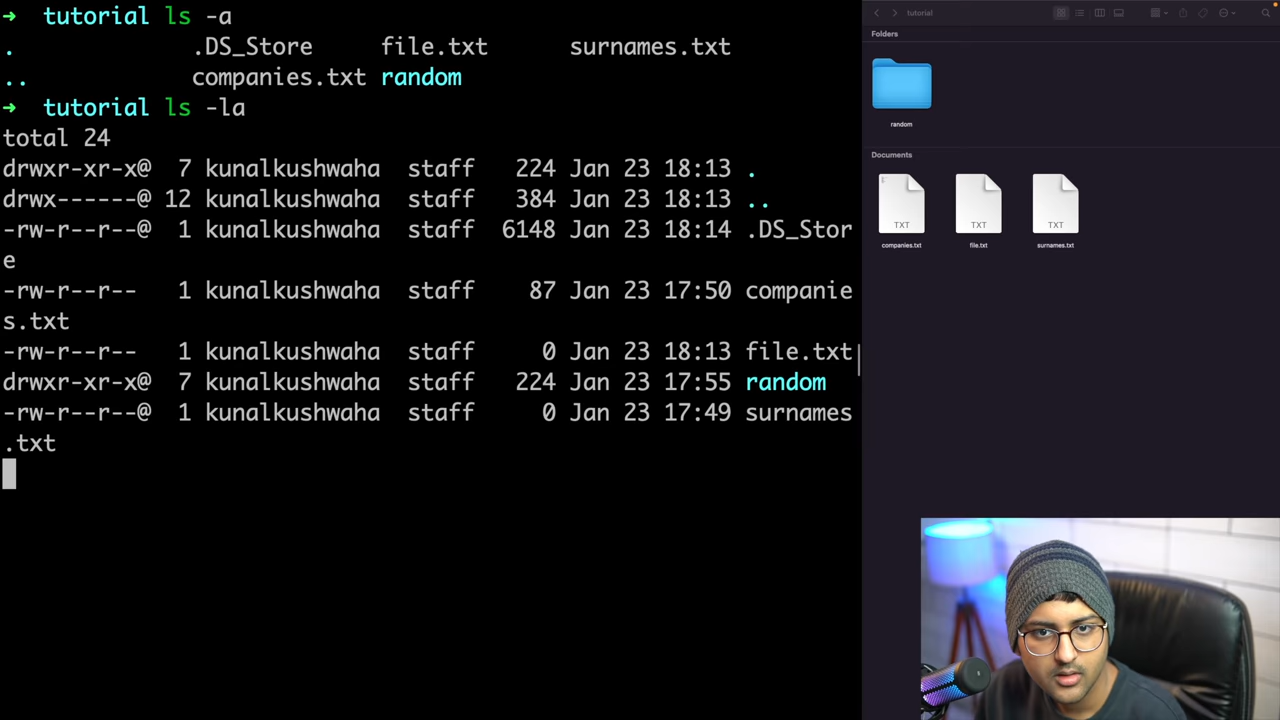 ➜ tutorial ls -a
. .DS_Store file.txt surnames.txt
.. companies.txt random
➜ tutorial ls -la
total 24
drwxr-xr-x@ 7 kunalkushwaha staff 224 Jan 23 18:13 .
drwx------@ 12 kunalkushwaha staff 384 Jan 23 18:13 ..
-rw-r--r--@ 1 kunalkushwaha staff 6148 Jan 23 18:14 .DS_Stor
e
-rw-r--r-- 1 kunalkushwaha staff 87 Jan 23 17:50 companie
s.txt
-rw-r--r-- 1 kunalkushwaha staff 0 Jan 23 18:13 file.txt
drwxr-xr-x@ 7 kunalkushwaha staff 224 Jan 23 17:55 random
-rw-r--r--@ 1 kunalkushwaha staff 0 Jan 23 17:49 surnames
.txt
tutorial
Folders
random
Documents
TXT TXT TXT
companies.txt file.txt surnames.txt